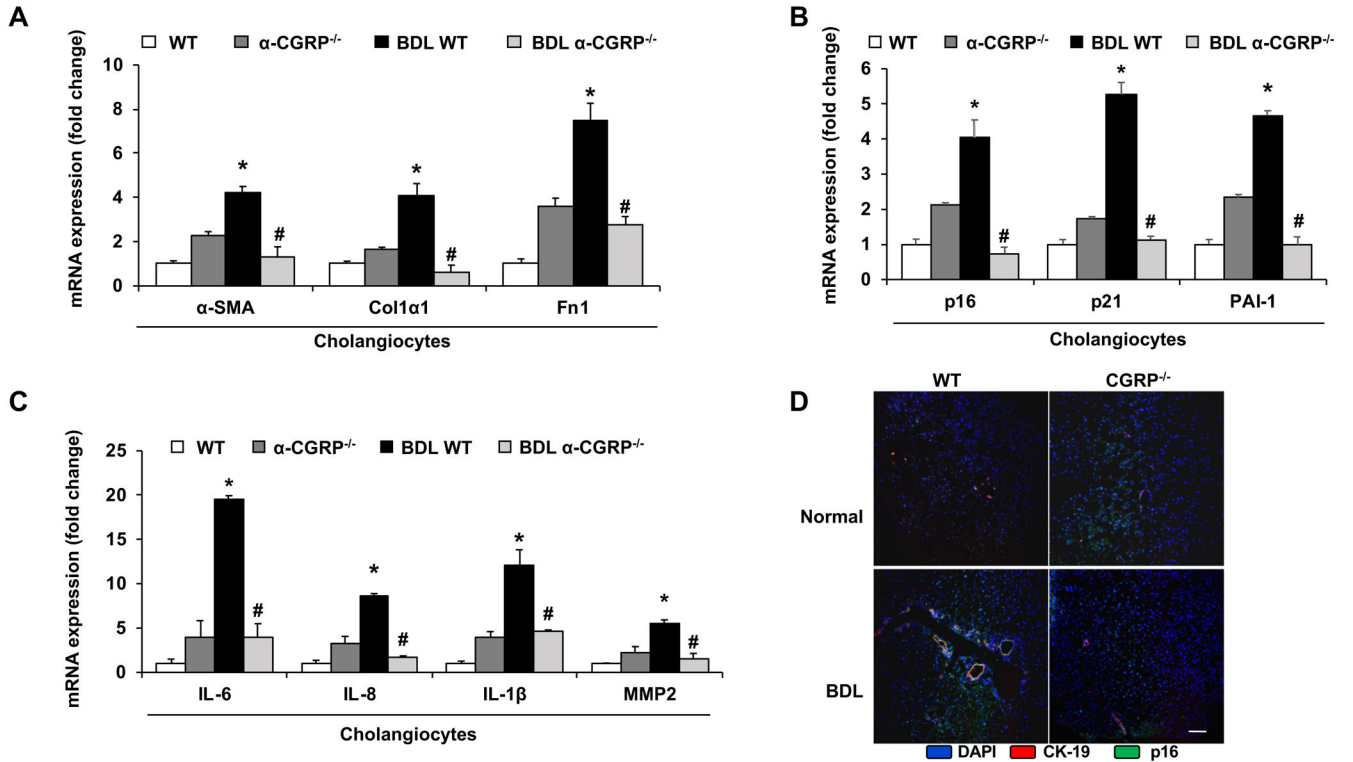 A
WT α-CGRP-/- BDL WT BDL α-CGRP-/-
mRNA expression (fold change)
10
8
6
4
2
0
* * *
# # #
α-SMA Col1α1 Fn1
Cholangiocytes
B
WT α-CGRP-/- BDL WT BDL α-CGRP-/-
mRNA expression (fold change)
6
5
4
3
2
1
0
* * *
# # #
p16 p21 PAI-1
Cholangiocytes
C
WT α-CGRP-/- BDL WT BDL α-CGRP-/-
mRNA expression (fold change)
25
20
15
10
5
0
* * * *
# # # #
IL-6 IL-8 IL-1β MMP2
Cholangiocytes
D
WT CGRP-/-
Normal
BDL
DAPI CK-19 p16